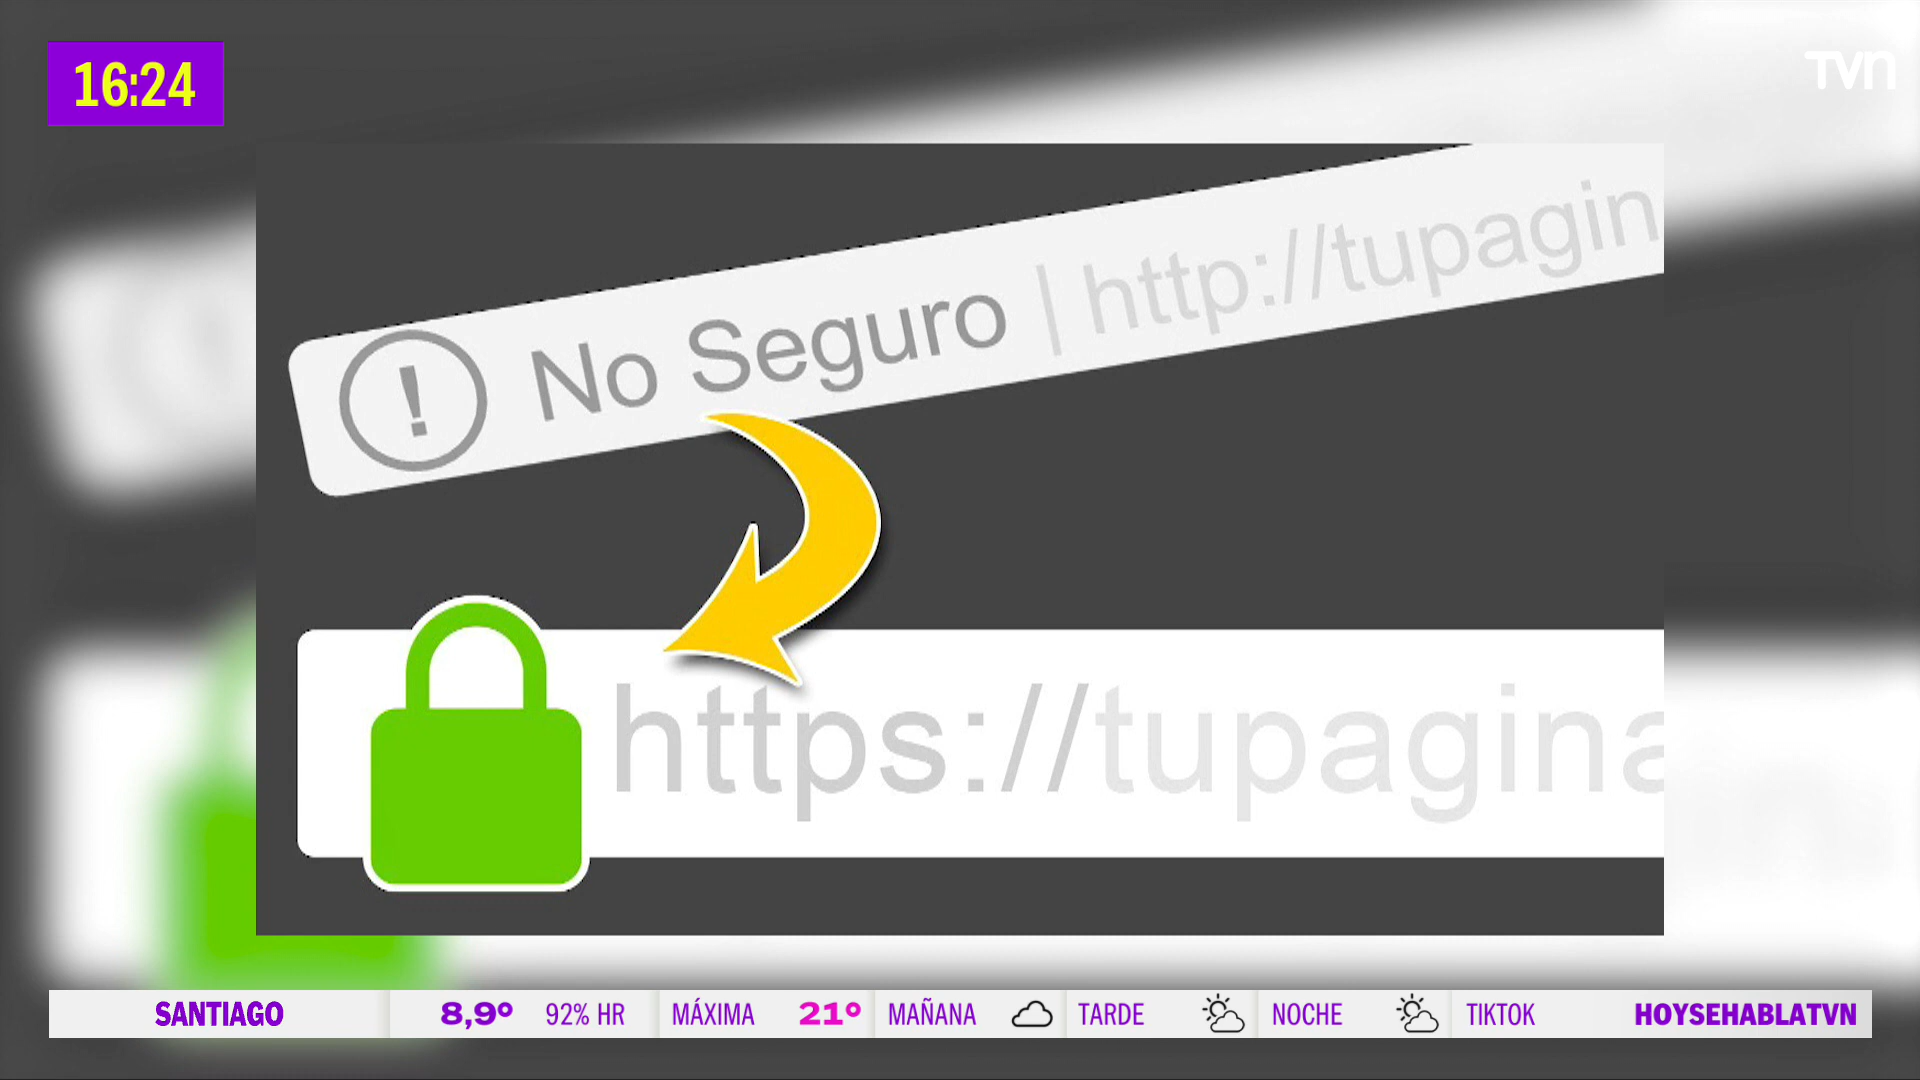 16:24
TVN
No Seguro | http://tupagin
https://tupagina
SANTIAGO 8,9° 92% HR MÁXIMA 21° MAÑANA TARDE NOCHE TIKTOK HOYSEHABLATVN